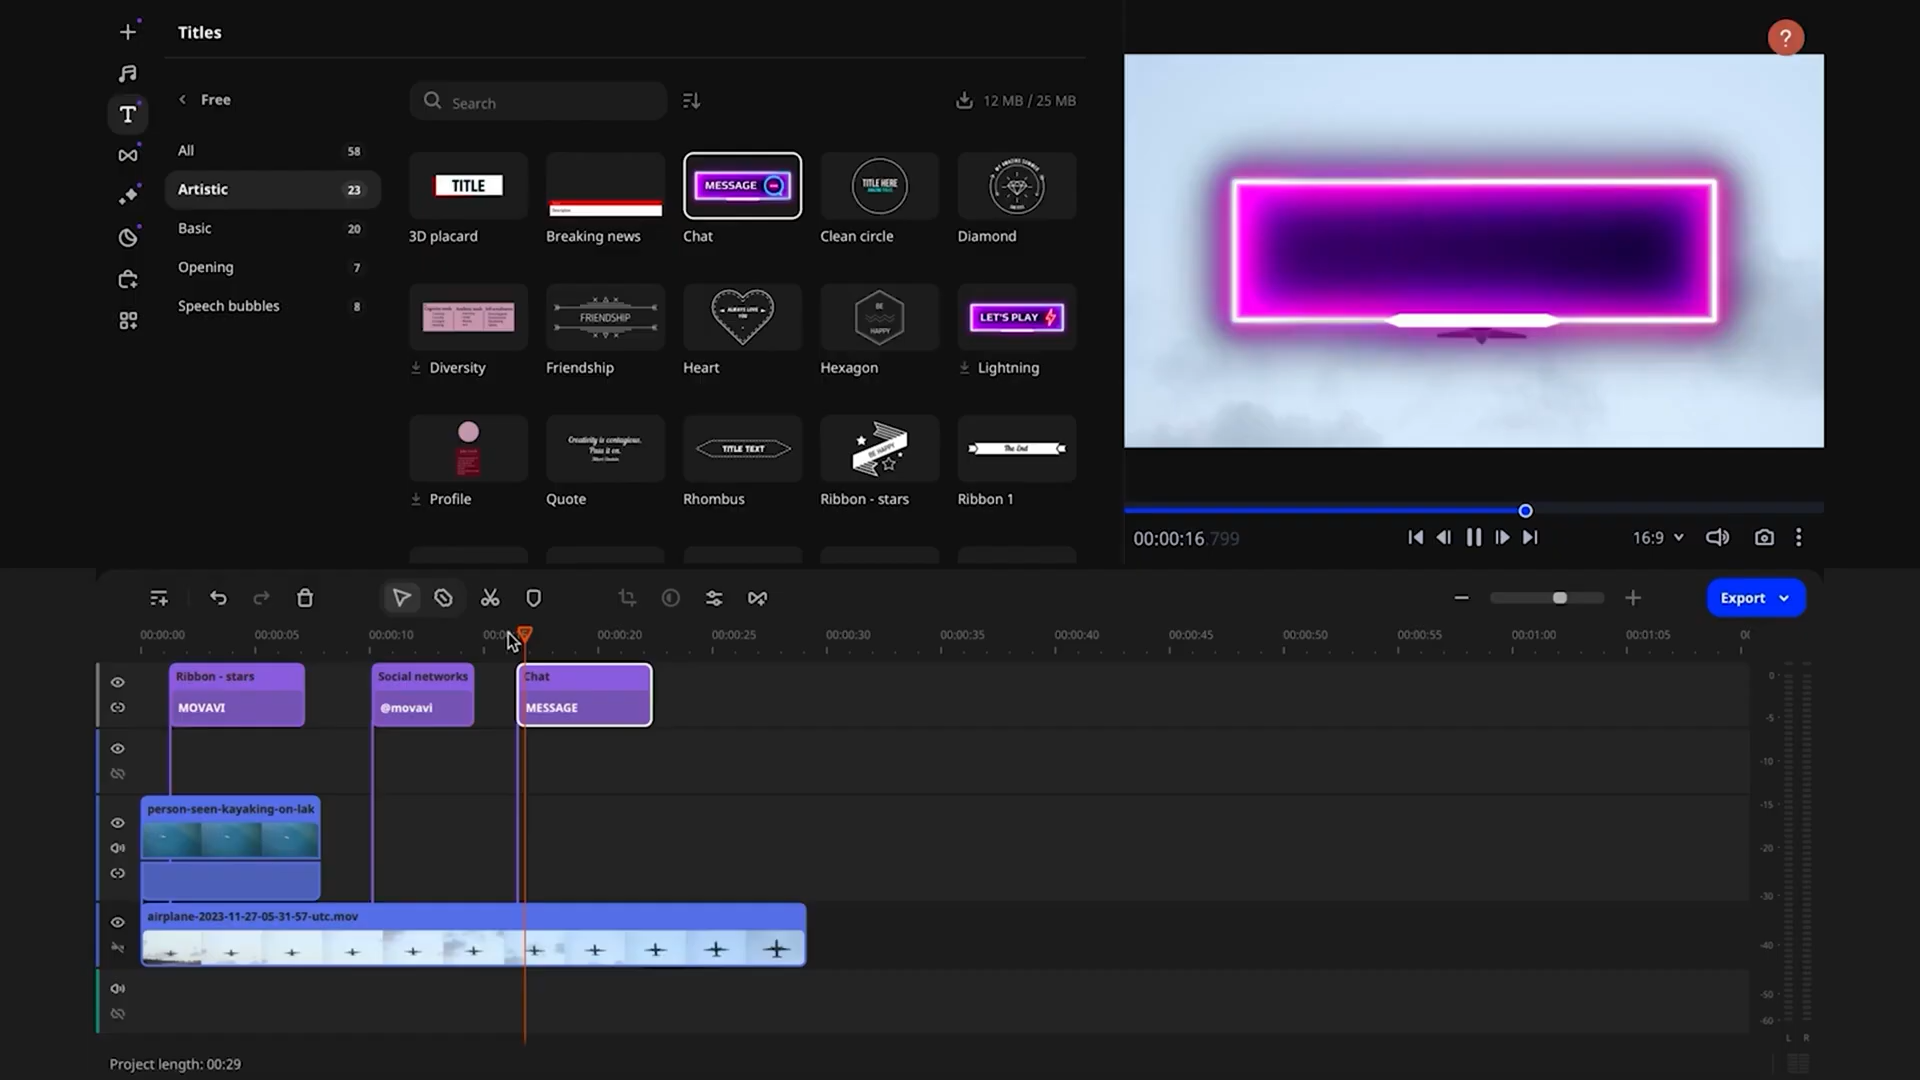 Titles
?
Free
Search
12 MB / 25 MB
All 58
Artistic 23
Basic 20
Opening 7
Speech bubbles 8
TITLE
MESSAGE
TITLE HERE
3D placard
Breaking news
Chat
Clean circle
Diamond
FRIENDSHIP
ALWAYS LOVE
YOU
BE
HAPPY
LET'S PLAY
Diversity
Friendship
Heart
Hexagon
Lightning
Creativity is contagious.
Pass it on.
TITLE TEXT
BE HAPPY
The End
Profile
Quote
Rhombus
Ribbon - stars
Ribbon 1
00:00:16.799
16:9
Export
00:00:00
00:00:05
00:00:10
00:00:20
00:00:25
00:00:30
00:00:35
00:00:40
00:00:45
00:00:50
00:00:55
00:01:00
00:01:05
Ribbon - stars
MOVAVI
Social networks
@movavi
Chat
MESSAGE
person-seen-kayaking-on-lak
airplane-2023-11-27-05-31-57-utc.mov
0
-5
-10
-15
-20
-30
-40
-50
-60
L R
Project length: 00:29